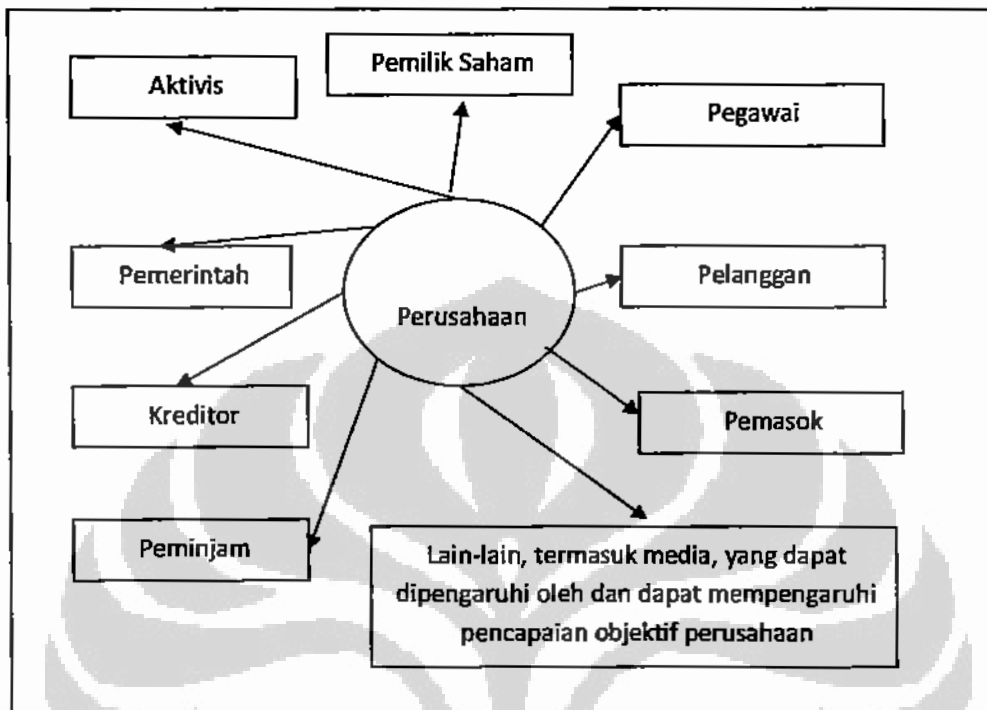 Aktivis
Pemilik Saham
Pegawai
Pemerintah
Perusahaan
Pelanggan
Kreditor
Pemasok
Peminjam
Lain-lain, termasuk media, yang dapat
dipengaruhi oleh dan dapat mempengaruhi
pencapaian objektif perusahaan